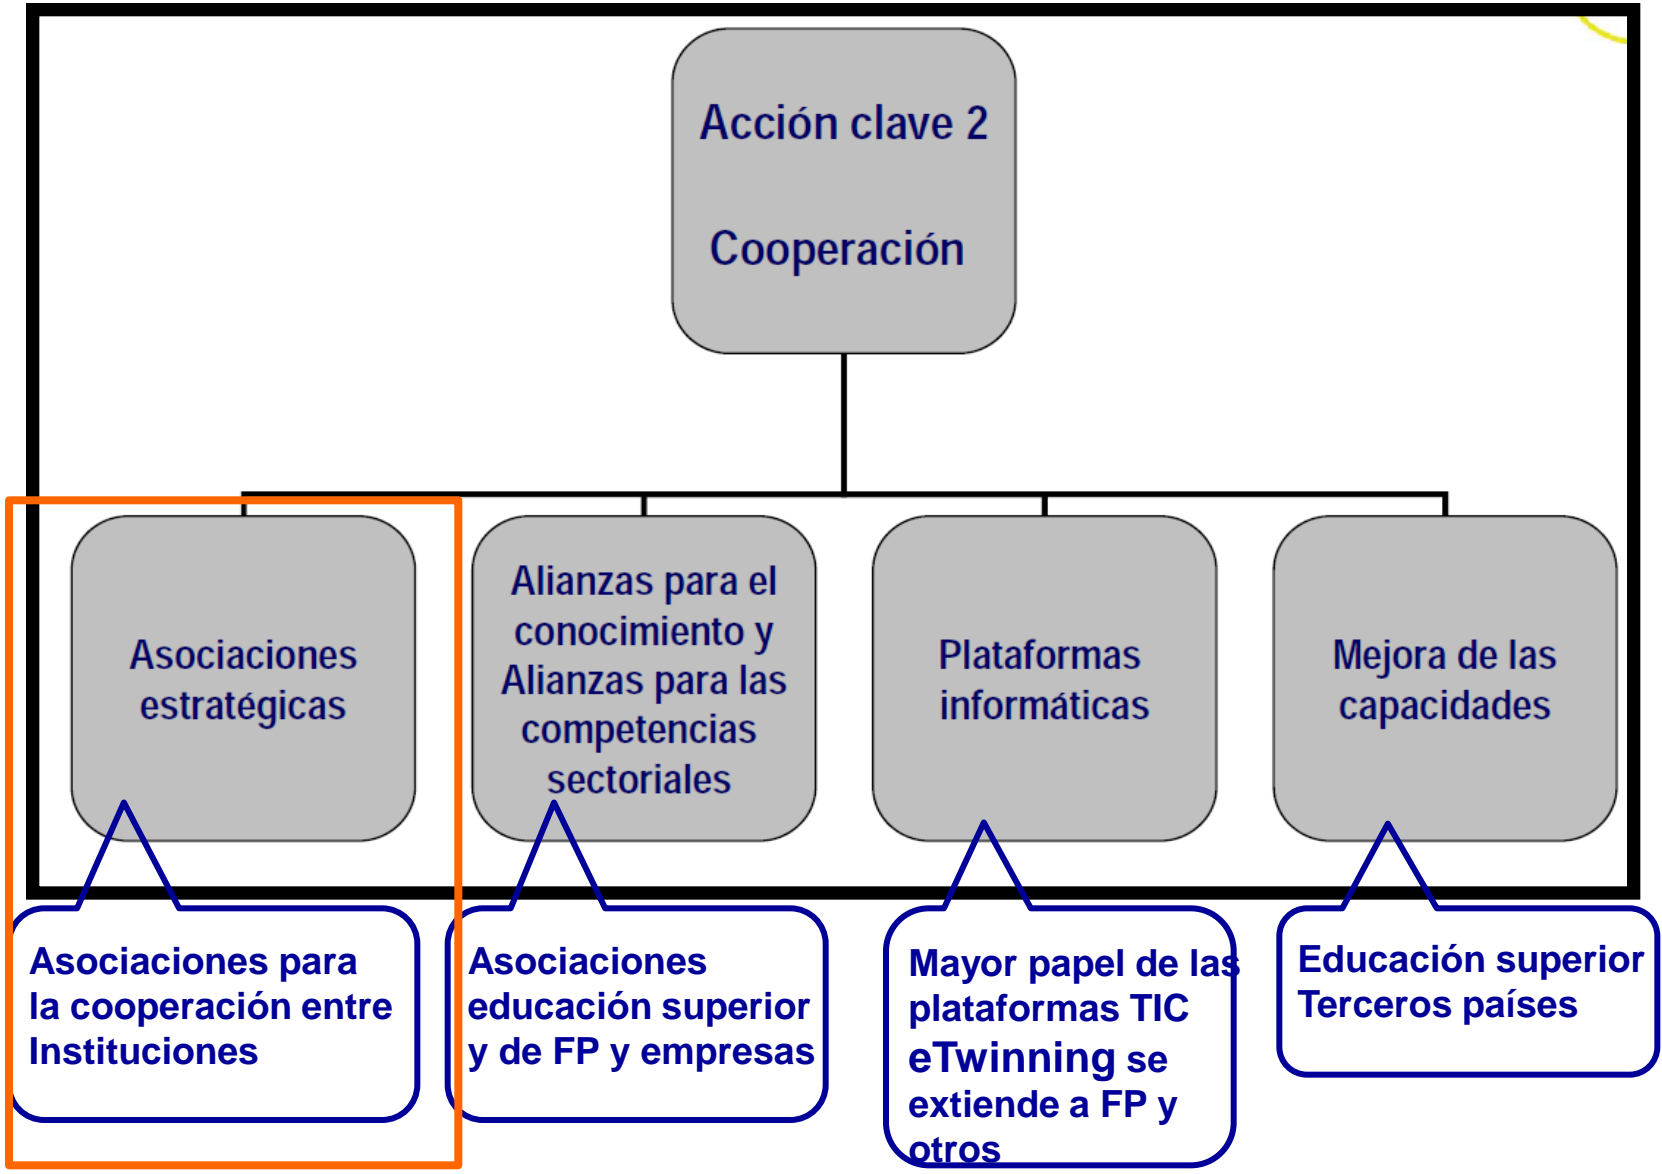 Acción clave 2
Cooperación
Asociaciones
estratégicas
Alianzas para el
conocimiento y
Alianzas para las
competencias
sectoriales
Plataformas
informáticas
Mejora de las
capacidades
Asociaciones para
la cooperación entre
Instituciones
Asociaciones
educación superior
y de FP y empresas
Mayor papel de las
plataformas TIC
eTwinning se
extiende a FP y
otros
Educación superior
Terceros países